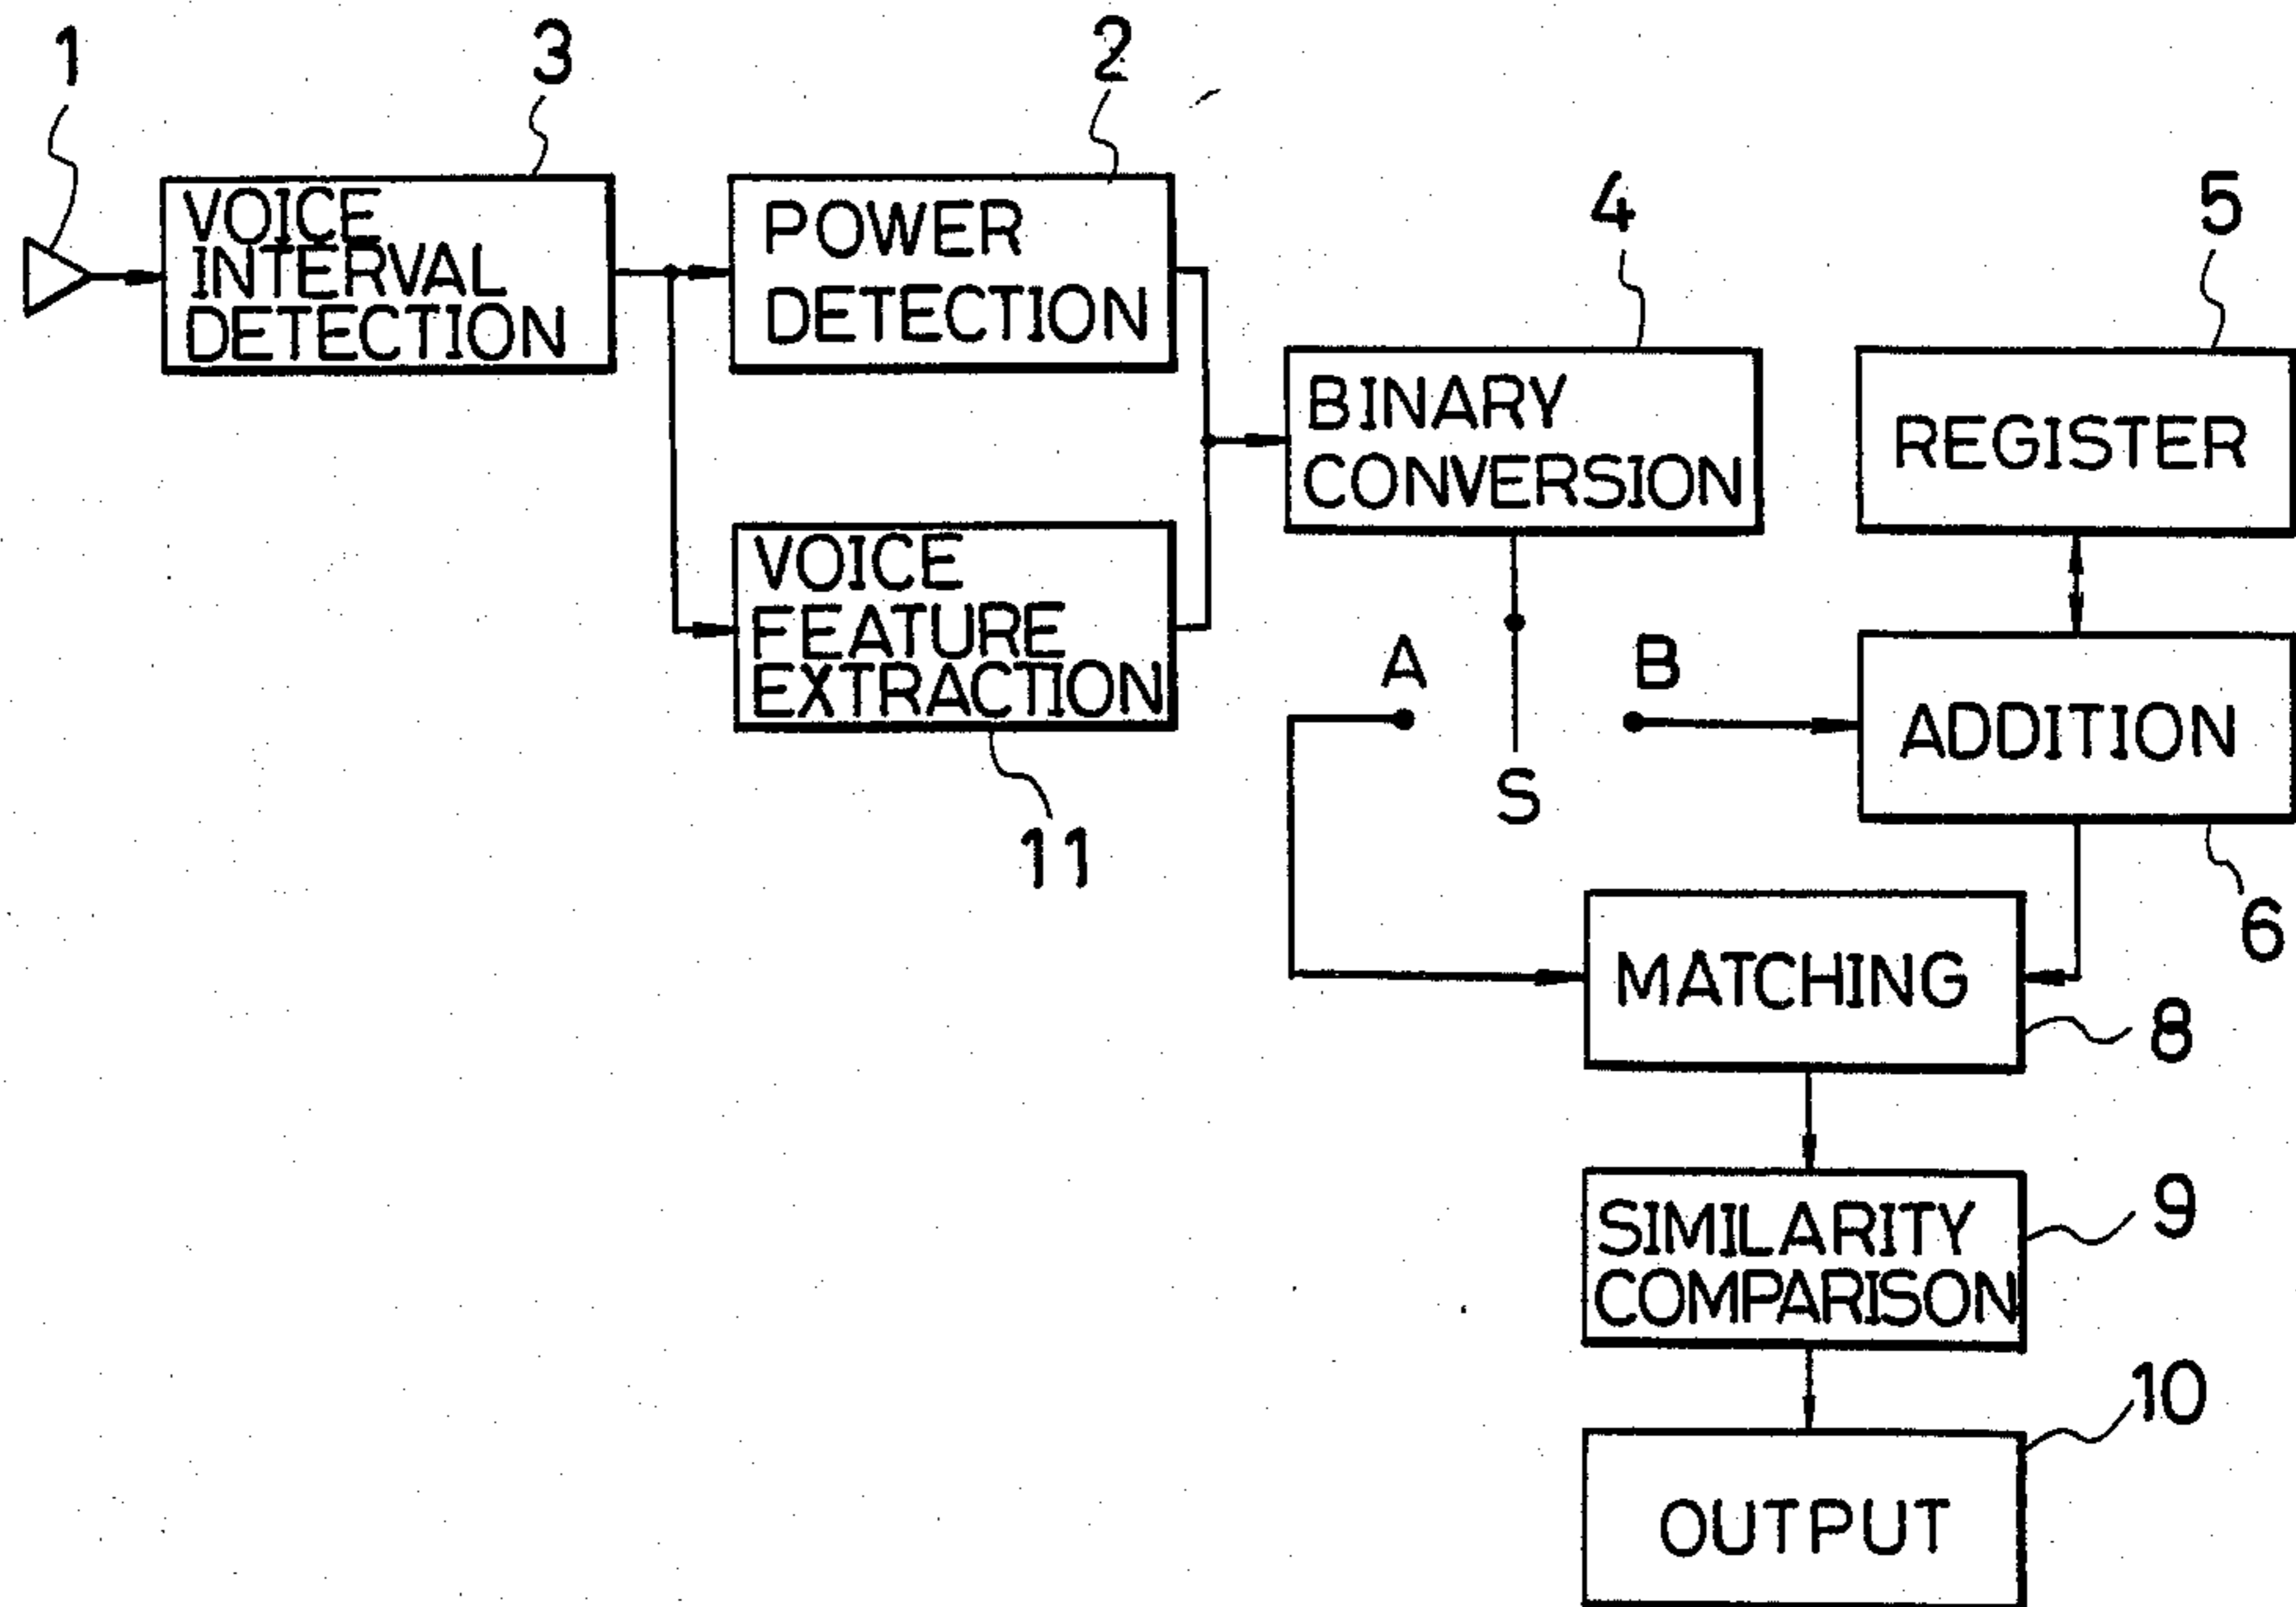 1
3
2
4
5
VOICE
INTERVAL
DETECTION
POWER
DETECTION
BINARY
CONVERSION
REGISTER
VOICE
FEATURE
EXTRACTION
A
B
S
ADDITION
11
6
MATCHING
8
SIMILARITY
COMPARISON
9
10
OUTPUT